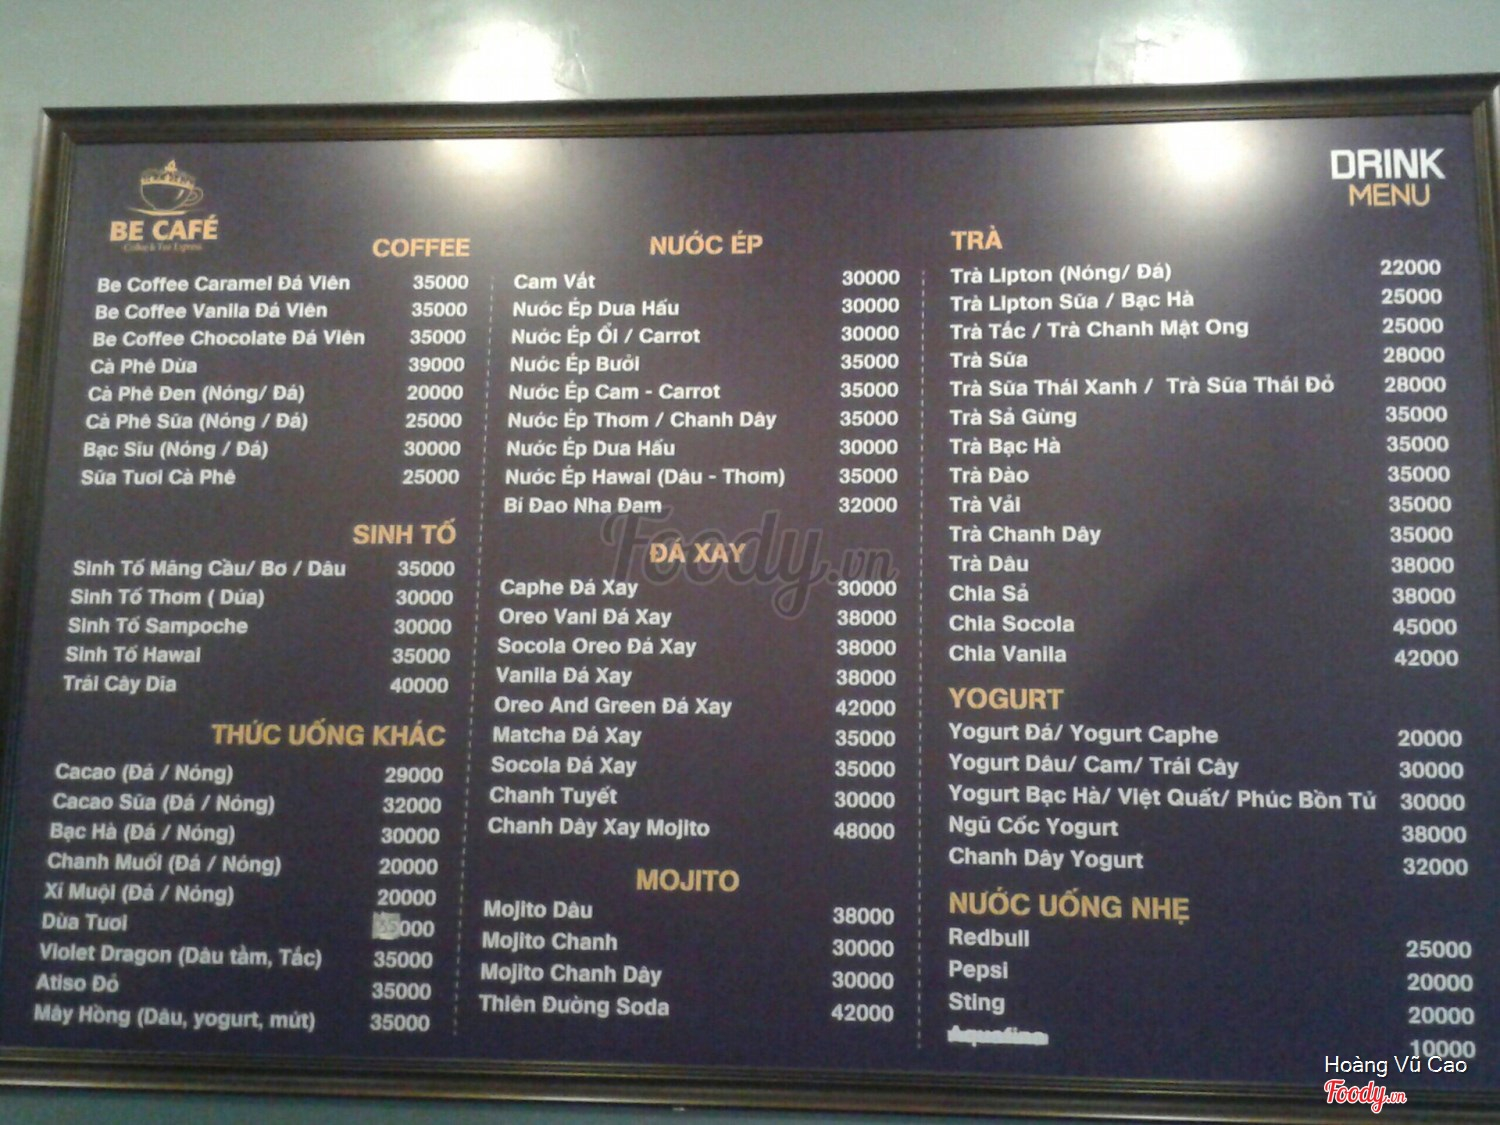 BE CAFÉ
Coffee & Tea Express
DRINK
MENU
COFFEE
Be Coffee Caramel Đá Viên 35000
Be Coffee Vanila Đá Viên 35000
Be Coffee Chocolate Đá Viên 35000
Cà Phê Dừa 39000
Cà Phê Đen (Nóng/ Đá) 20000
Cà Phê Sữa (Nóng / Đá) 25000
Bạc Sỉu (Nóng / Đá) 30000
Sữa Tươi Cà Phê 25000
SINH TỐ
Sinh Tố Mãng Cầu/ Bơ / Dâu 35000
Sinh Tố Thơm ( Dứa) 30000
Sinh Tố Sampoche 30000
Sinh Tố Hawai 35000
Trái Cây Dĩa 40000
THỨC UỐNG KHÁC
Cacao (Đá / Nóng) 29000
Cacao Sữa (Đá / Nóng) 32000
Bạc Hà (Đá / Nóng) 30000
Chanh Muối (Đá / Nóng) 20000
Xí Muội (Đá / Nóng) 20000
Dừa Tươi 000
Violet Dragon (Dâu tằm, Tắc) 35000
Atiso Đỏ 35000
Mây Hồng (Dâu, yogurt, mứt) 35000
NƯỚC ÉP
Cam Vắt 30000
Nước Ép Dưa Hấu 30000
Nước Ép Ổi / Carrot 30000
Nước Ép Bưởi 35000
Nước Ép Cam - Carrot 35000
Nước Ép Thơm / Chanh Dây 35000
Nước Ép Dưa Hấu 30000
Nước Ép Hawai (Dâu - Thơm) 35000
Bí Đao Nha Đam 32000
ĐÁ XAY
Caphe Đá Xay 30000
Oreo Vani Đá Xay 38000
Socola Oreo Đá Xay 38000
Vanila Đá Xay 38000
Oreo And Green Đá Xay 42000
Matcha Đá Xay 35000
Socola Đá Xay 35000
Chanh Tuyết 30000
Chanh Dây Xay Mojito 48000
MOJITO
Mojito Dâu 38000
Mojito Chanh 30000
Mojito Chanh Dây 30000
Thiên Đường Soda 42000
TRÀ
Trà Lipton (Nóng/ Đá) 22000
Trà Lipton Sữa / Bạc Hà 25000
Trà Tắc / Trà Chanh Mật Ong 25000
Trà Sữa 28000
Trà Sữa Thái Xanh / Trà Sữa Thái Đỏ 28000
Trà Sả Gừng 35000
Trà Bạc Hà 35000
Trà Đào 35000
Trà Vải 35000
Trà Chanh Dây 35000
Trà Dâu 38000
Chia Sả 38000
Chia Socola 45000
Chia Vanila 42000
YOGURT
Yogurt Đá/ Yogurt Caphe 20000
Yogurt Dâu/ Cam/ Trái Cây 30000
Yogurt Bạc Hà/ Việt Quất/ Phúc Bồn Tử 30000
Ngũ Cốc Yogurt 38000
Chanh Dây Yogurt 32000
NƯỚC UỐNG NHẸ
Redbull 25000
Pepsi 20000
Sting 20000
10000
Foody.vn
Hoàng Vũ Cao
Foody.vn